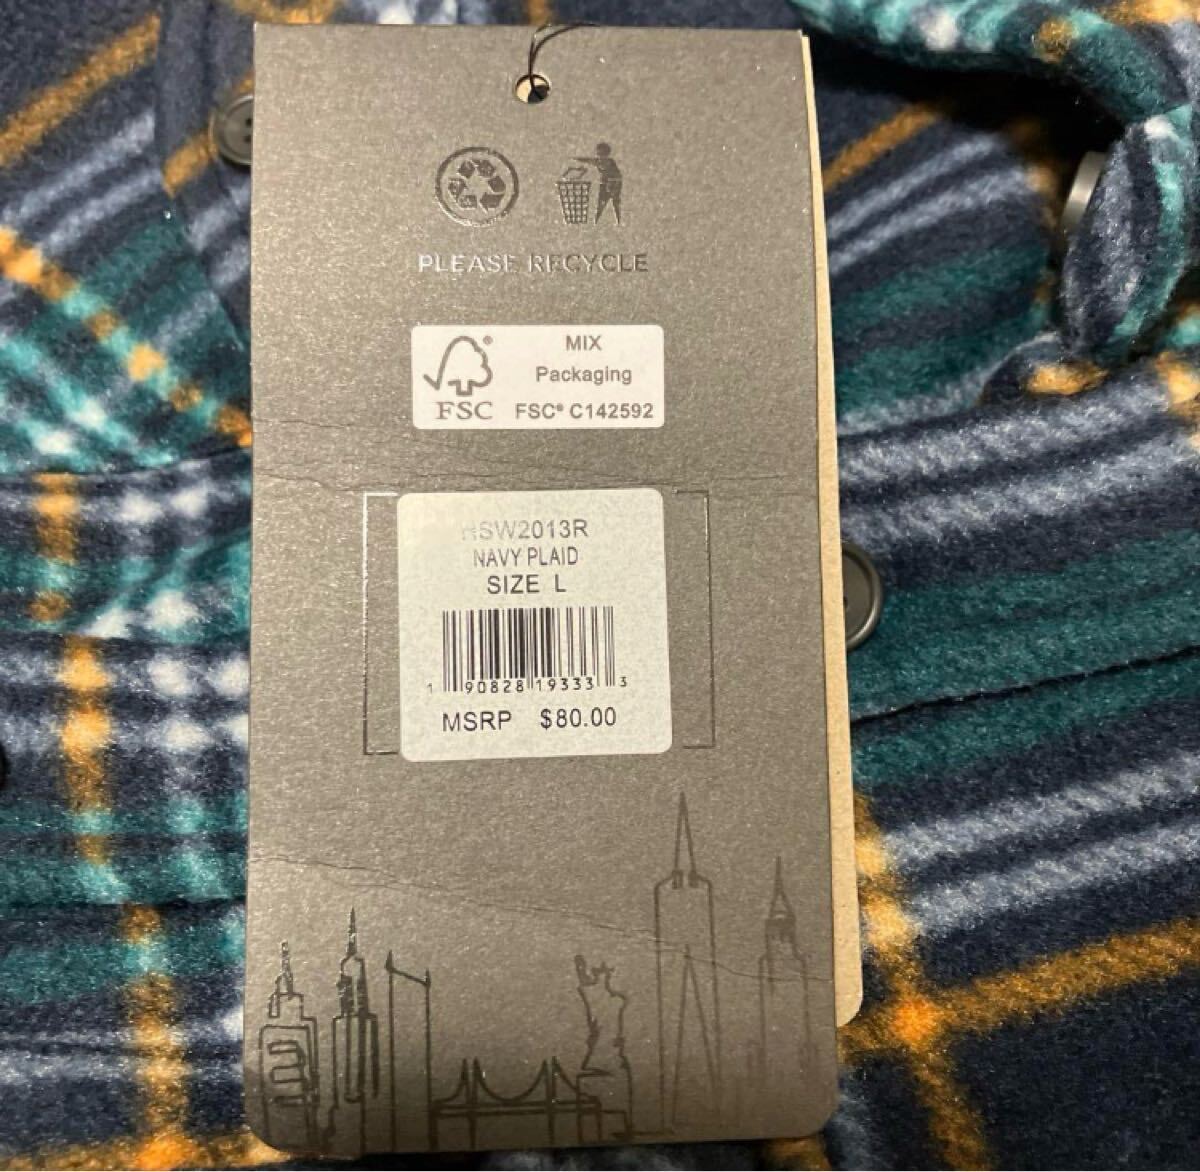 PLEASE RECYCLE
MIX
Packaging
FSC
FSC® C142592
HSW2013R
NAVY PLAID
SIZE L
1 90828 19333 3
MSRP $80.00